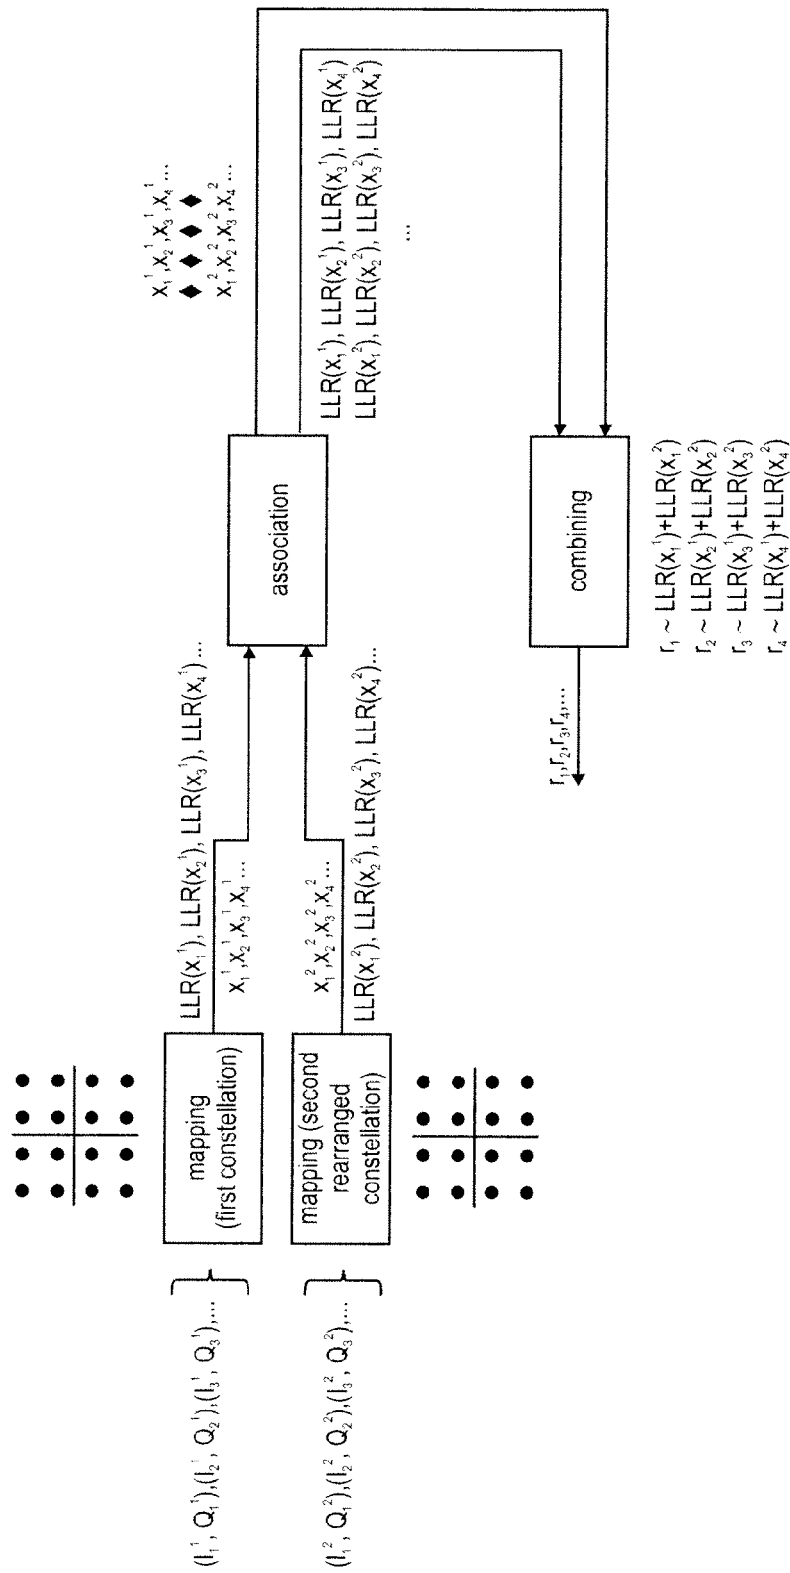 (I₁¹, Q₁¹),(I₂¹, Q₂¹),(I₃¹, Q₃¹),...
(I₁², Q₁²),(I₂², Q₂²),(I₃², Q₃²),...
mapping
(first constellation)
mapping (second
rearranged
constellation)
LLR(x₁¹), LLR(x₂¹), LLR(x₃¹), LLR(x₄¹) ...
x₁¹,x₂¹,x₃¹,x₄¹ ...
x₁²,x₂²,x₃²,x₄² ...
LLR(x₁²), LLR(x₂²), LLR(x₃²), LLR(x₄²)...
association
x₁¹,x₂¹,x₃¹,x₄¹ ...
x₁²,x₂²,x₃²,x₄² ...
LLR(x₁¹), LLR(x₂¹), LLR(x₃¹), LLR(x₄¹)
LLR(x₁²), LLR(x₂²), LLR(x₃²), LLR(x₄²)
...
combining
r₁,r₂,r₃,r₄,...
r₁ ~ LLR(x₁¹)+LLR(x₁²)
r₂ ~ LLR(x₂¹)+LLR(x₂²)
r₃ ~ LLR(x₃¹)+LLR(x₃²)
r₄ ~ LLR(x₄¹)+LLR(x₄²)